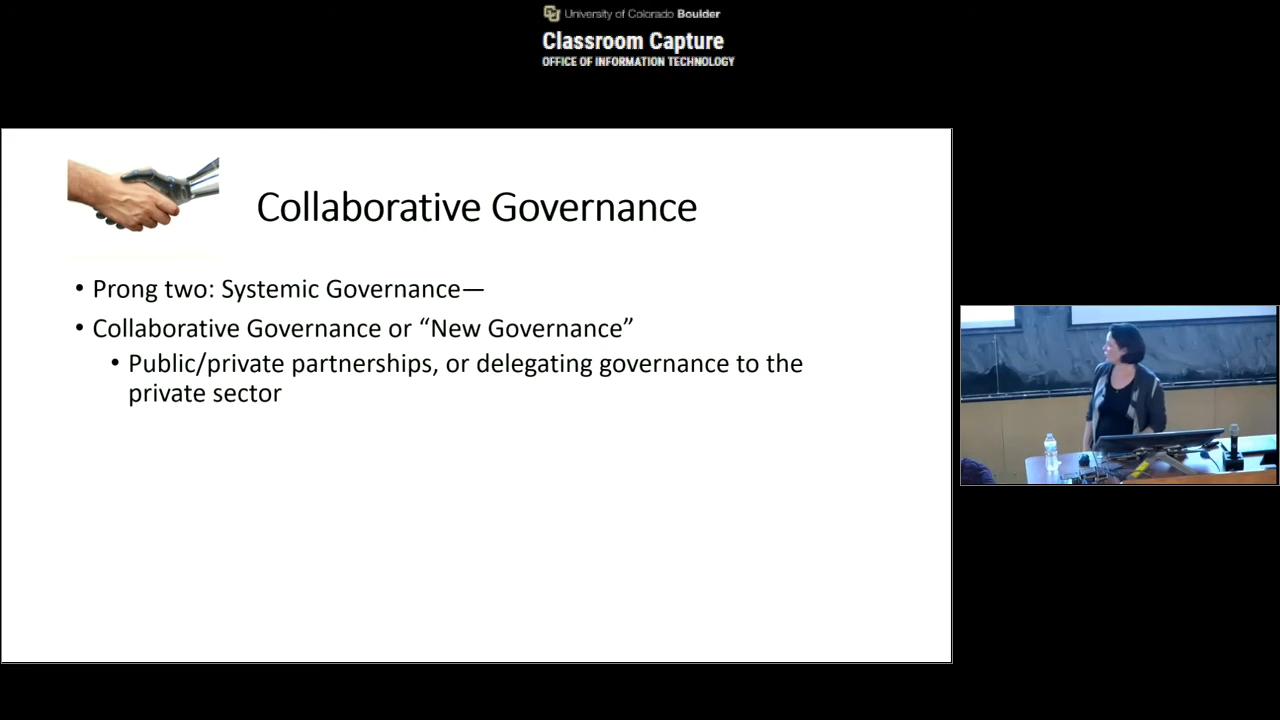 University of Colorado Boulder
Classroom Capture
OFFICE OF INFORMATION TECHNOLOGY
Collaborative Governance
• Prong two: Systemic Governance—
• Collaborative Governance or “New Governance”
• Public/private partnerships, or delegating governance to the
private sector